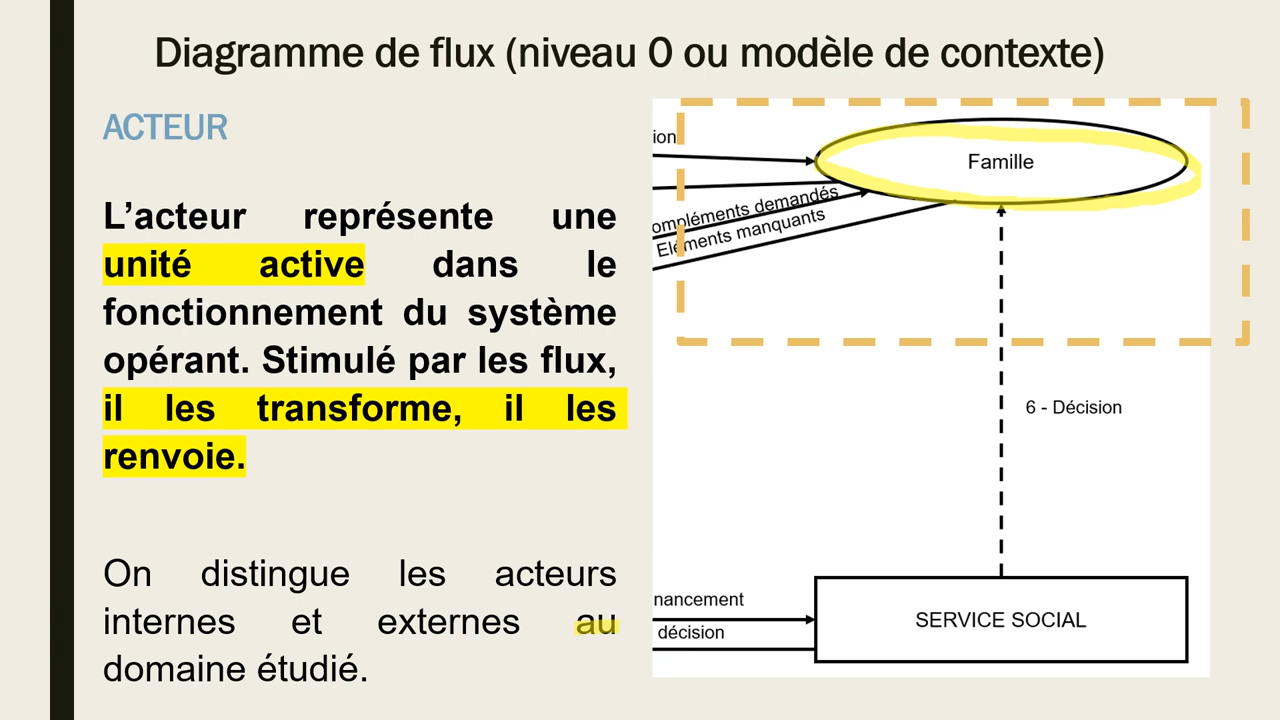 Diagramme de flux (niveau 0 ou modèle de contexte)
ACTEUR
L’acteur représente une
unité active dans le
fonctionnement du système
opérant. Stimulé par les flux,
il les transforme, il les
renvoie.
On distingue les acteurs
internes et externes au
domaine étudié.
ion
Famille
ompléments demandés
Eléments manquants
6 - Décision
nancement
décision
SERVICE SOCIAL